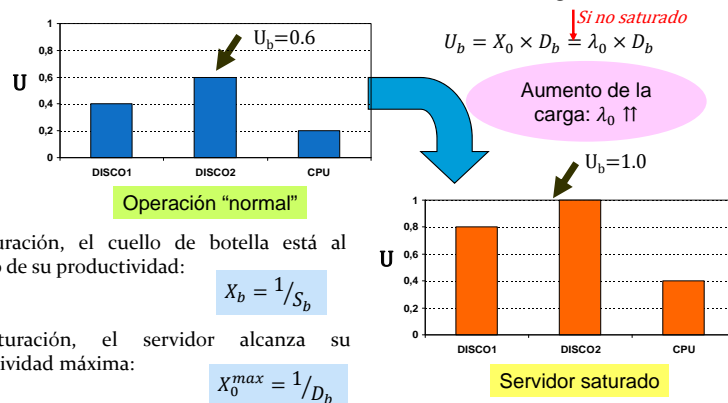 Si no saturado
U_b = X_0 × D_b = λ_0 × D_b
U_b=0.6
1
0,8
0,6
0,4
0,2
0
U
DISCO1 DISCO2 CPU
Operación “normal”
Aumento de la
carga: λ_0 ⇈
U_b=1.0
1
0,8
0,6
0,4
0,2
0
U
DISCO1 DISCO2 CPU
Servidor saturado
el cuello de botella está al
de su productividad:
X_b = 1/S_b
el servidor alcanza su
máxima:
X_0^max = 1/D_b